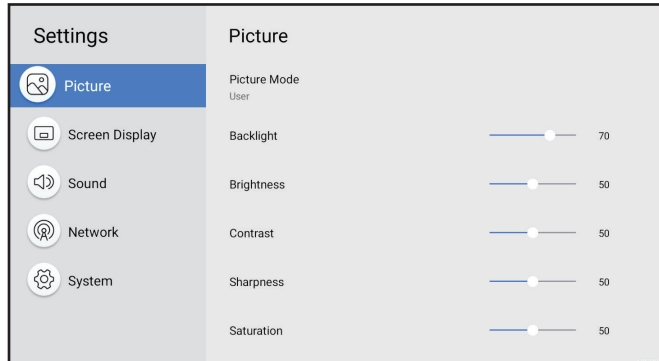 Settings
Picture
Screen Display
Sound
Network
System
Picture
Picture Mode
User
Backlight 70
Brightness 50
Contrast 50
Sharpness 50
Saturation 50